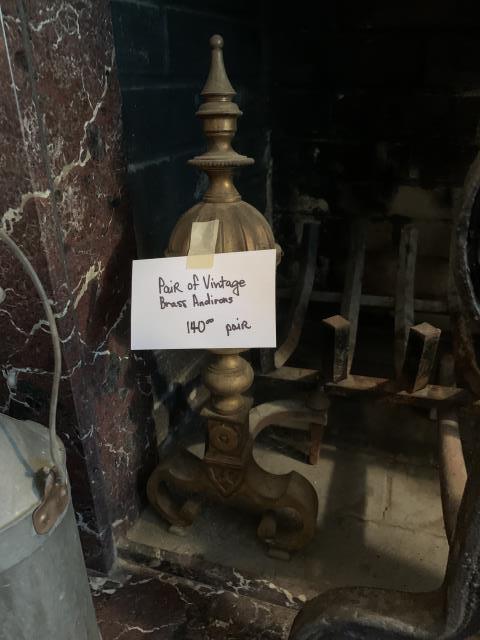 Pair of Vintage
Brass Andirons
140⁰⁰ pair